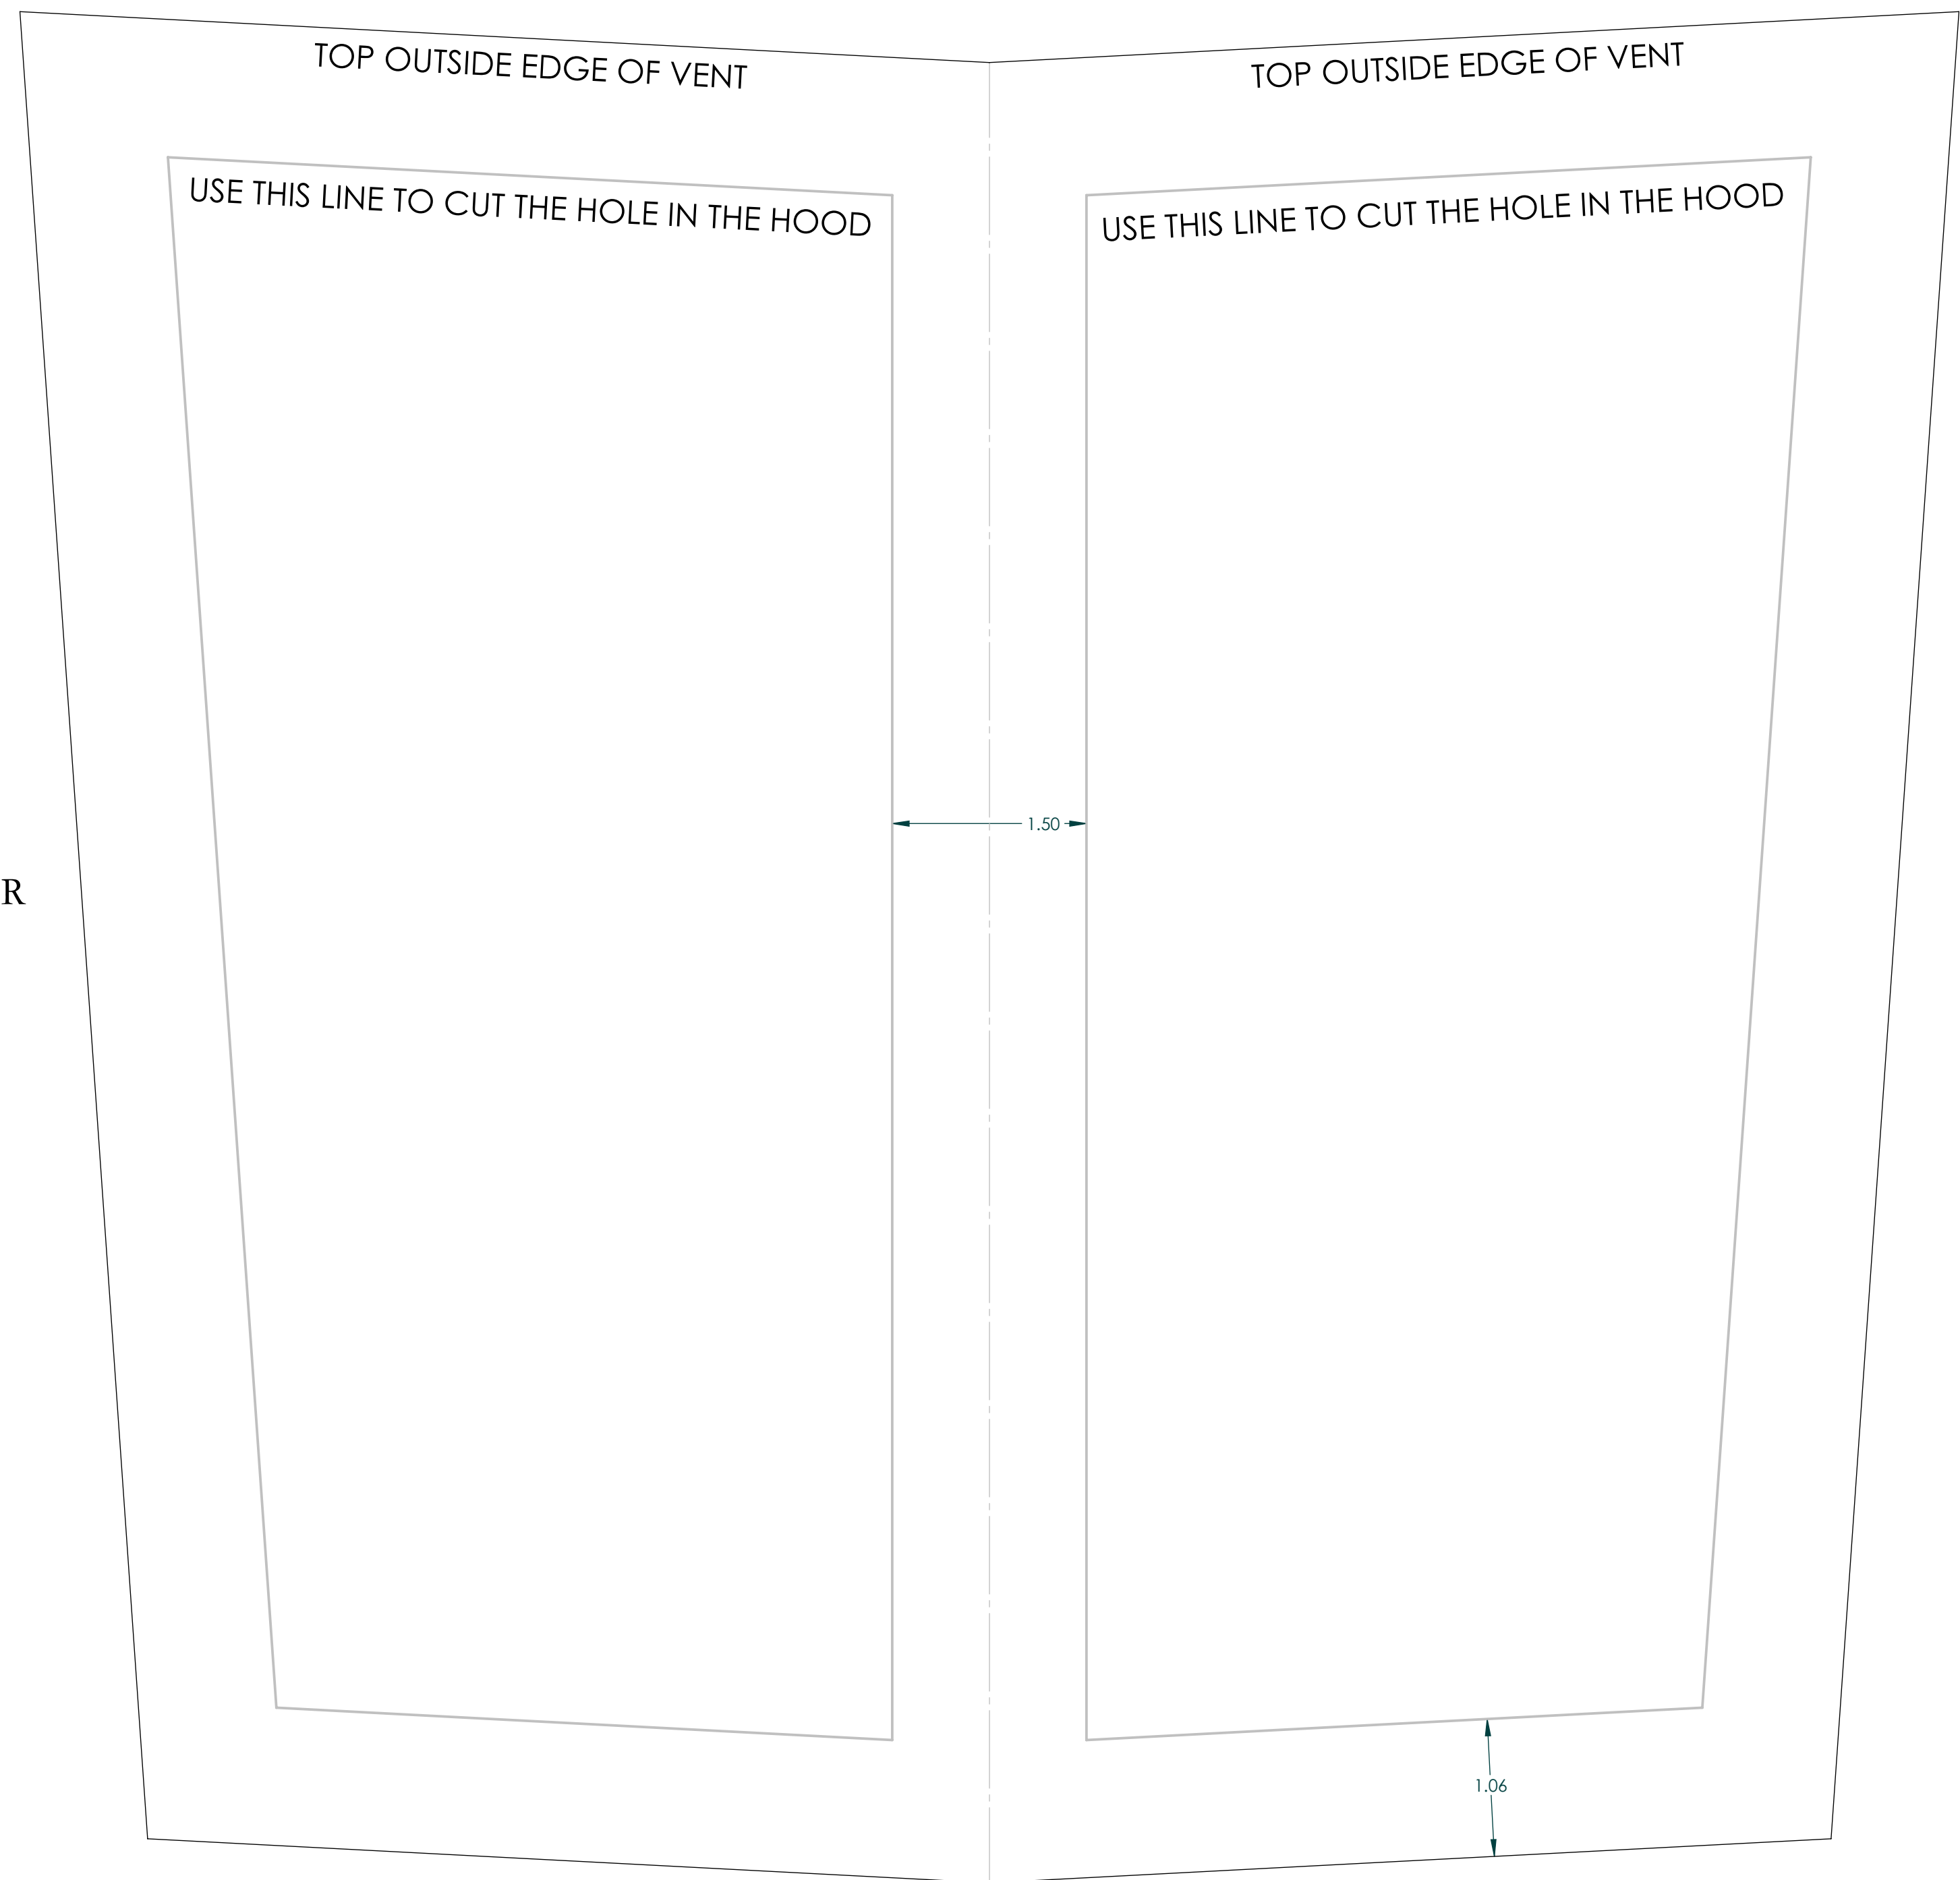 TOP OUTSIDE EDGE OF VENT
TOP OUTSIDE EDGE OF VENT
USE THIS LINE TO CUT THE HOLE IN THE HOOD
USE THIS LINE TO CUT THE HOLE IN THE HOOD
1.50
R
1.06